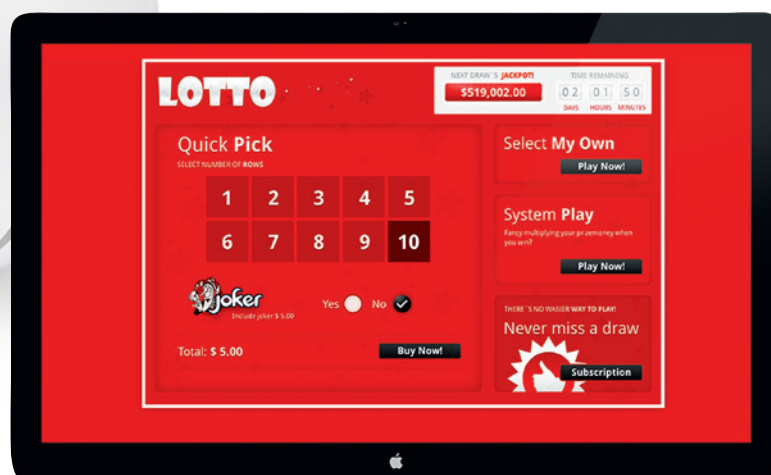 LOTTO
NEXT DRAW`S JACKPOT!
$519,002.00
TIME REMAINING
02 01 50
DAYS HOURS MINUTES
Quick Pick
SELECT NUMBER OF ROWS
1 2 3 4 5
6 7 8 9 10
joker
Include joker $ 5.00
Yes No
Total: $ 5.00
Buy Now!
Select My Own
Play Now!
System Play
Fancy multiplying your prizemoney when
you win?
Play Now!
THERE`S NO WASIER WAY TO PLAY!
Never miss a draw
Subscription